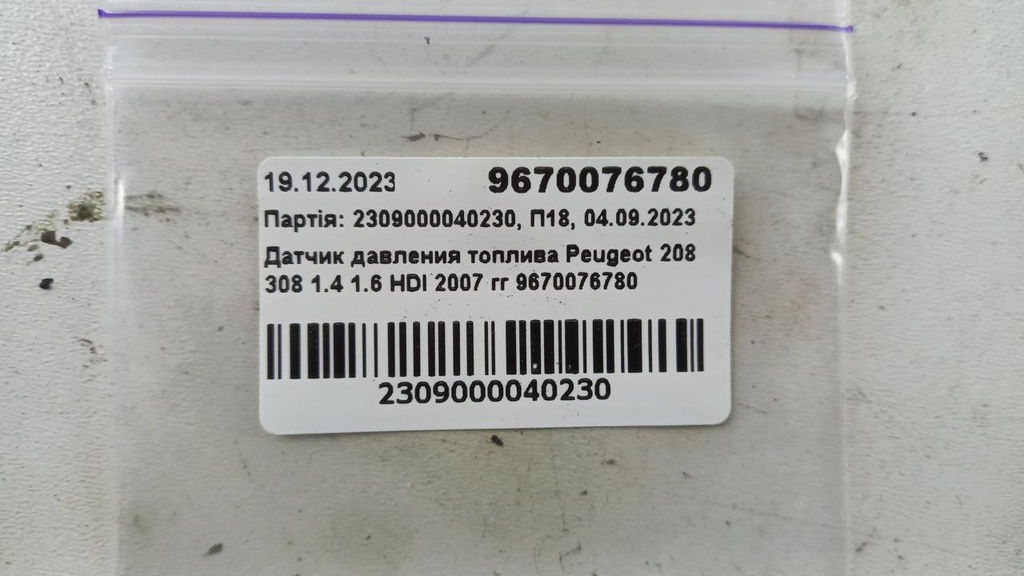 19.12.2023 9670076780
Партія: 2309000040230, П18, 04.09.2023
Датчик давления топлива Peugeot 208
308 1.4 1.6 HDI 2007 гг 9670076780
2309000040230